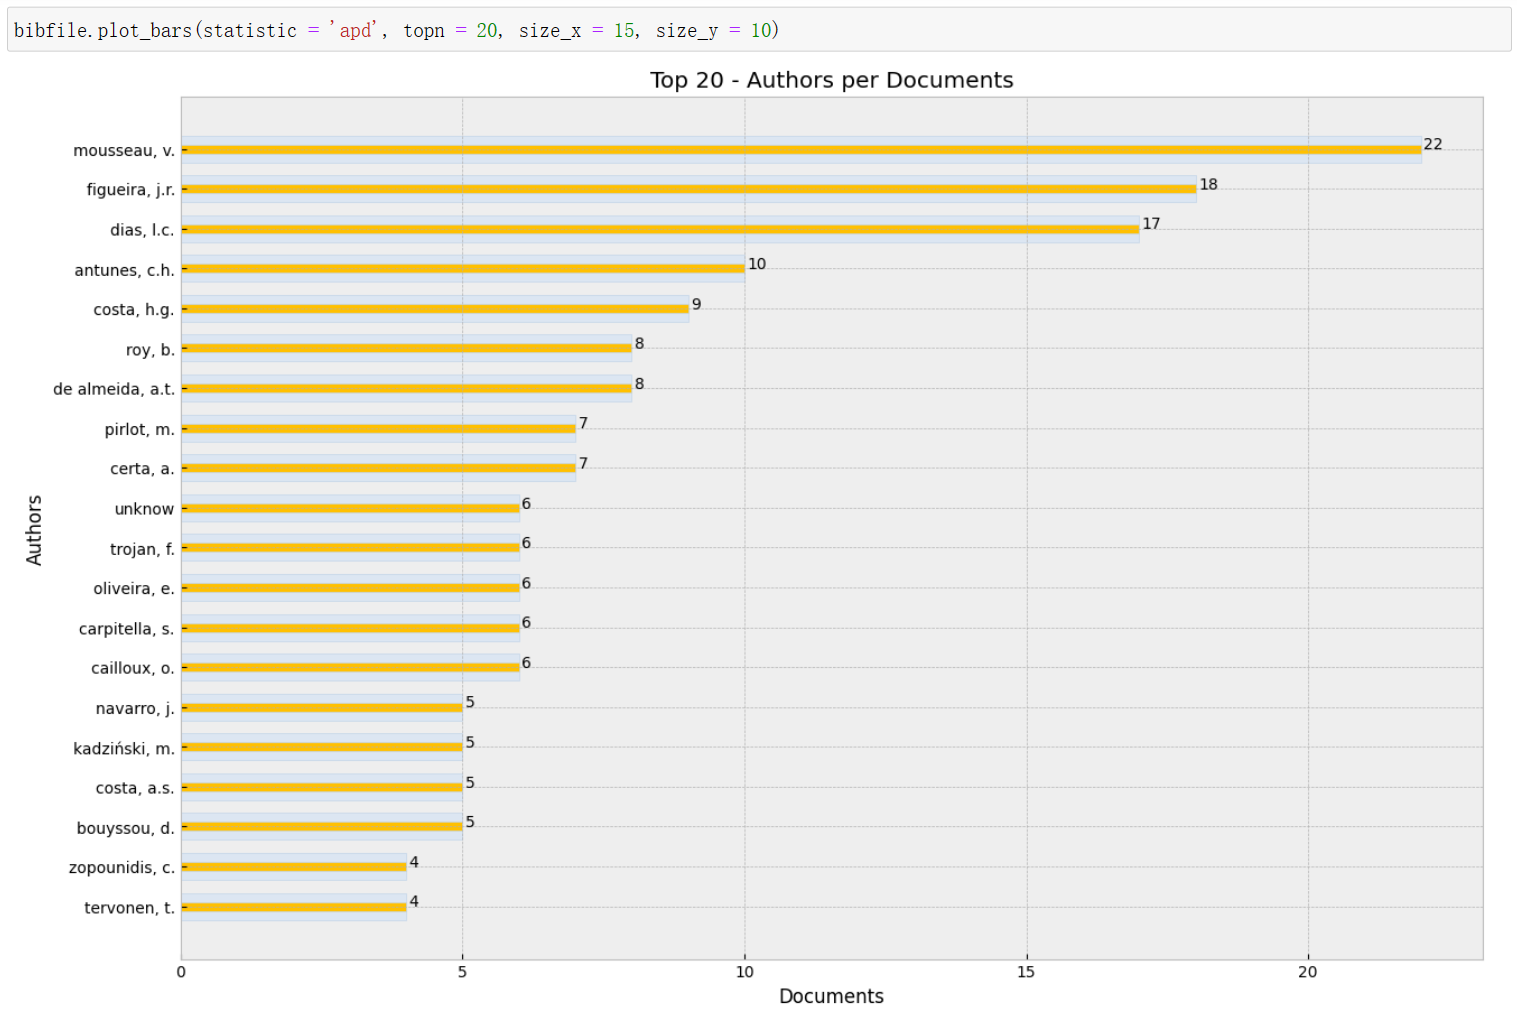 bibfile.plot_bars(statistic = 'apd', topn = 20, size_x = 15, size_y = 10)
Top 20 - Authors per Documents
mousseau, v. 22
figueira, j.r. 18
dias, l.c. 17
antunes, c.h. 10
costa, h.g. 9
roy, b. 8
de almeida, a.t. 8
pirlot, m. 7
certa, a. 7
unknow 6
trojan, f. 6
oliveira, e. 6
carpitella, s. 6
cailloux, o. 6
navarro, j. 5
kadziński, m. 5
costa, a.s. 5
bouyssou, d. 5
zopounidis, c. 4
tervonen, t. 4
Authors
0 5 10 15 20
Documents